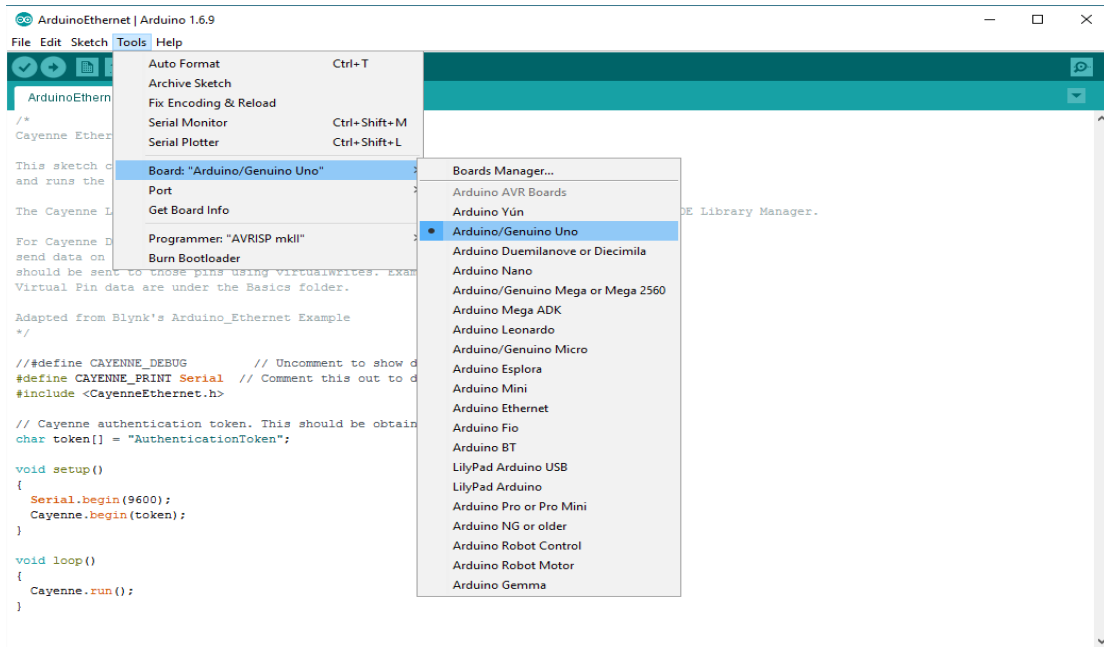 ArduinoEthernet | Arduino 1.6.9
File Edit Sketch Tools Help
ArduinoEthern
Auto Format Ctrl+T
Archive Sketch
Fix Encoding & Reload
Serial Monitor Ctrl+Shift+M
Serial Plotter Ctrl+Shift+L
Board: "Arduino/Genuino Uno"
Port
Get Board Info
Programmer: "AVRISP mkII"
Burn Bootloader
Boards Manager...
Arduino AVR Boards
Arduino Yún
Arduino/Genuino Uno
Arduino Duemilanove or Diecimila
Arduino Nano
Arduino/Genuino Mega or Mega 2560
Arduino Mega ADK
Arduino Leonardo
Arduino/Genuino Micro
Arduino Esplora
Arduino Mini
Arduino Ethernet
Arduino Fio
Arduino BT
LilyPad Arduino USB
LilyPad Arduino
Arduino Pro or Pro Mini
Arduino NG or older
Arduino Robot Control
Arduino Robot Motor
Arduino Gemma
/*
Cayenne Ether
This sketch c
and runs the
The Cayenne L DE Library Manager.
For Cayenne D
send data on
should be sent to those pins using virtualWrites. Exam
Virtual Pin data are under the Basics folder.
Adapted from Blynk's Arduino_Ethernet Example
*/
//#define CAYENNE_DEBUG // Uncomment to show d
#define CAYENNE_PRINT Serial // Comment this out to d
#include <CayenneEthernet.h>
// Cayenne authentication token. This should be obtain
char token[] = "AuthenticationToken";
void setup()
{
Serial.begin(9600);
Cayenne.begin(token);
}
void loop()
{
Cayenne.run();
}